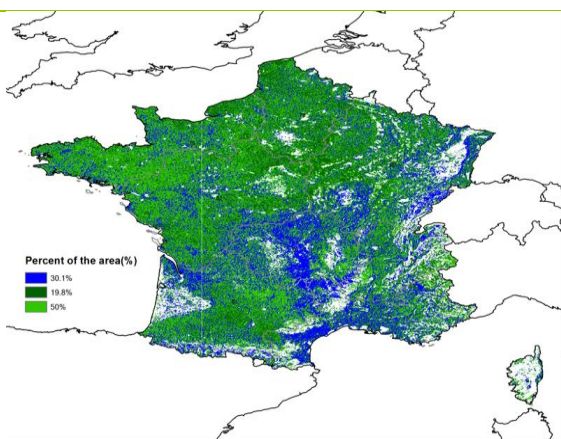 Percent of the area(%)
30.1%
19.8%
50%